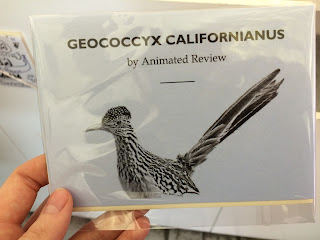 GEOCOCCYX CALIFORNIANUS
by Animated Review